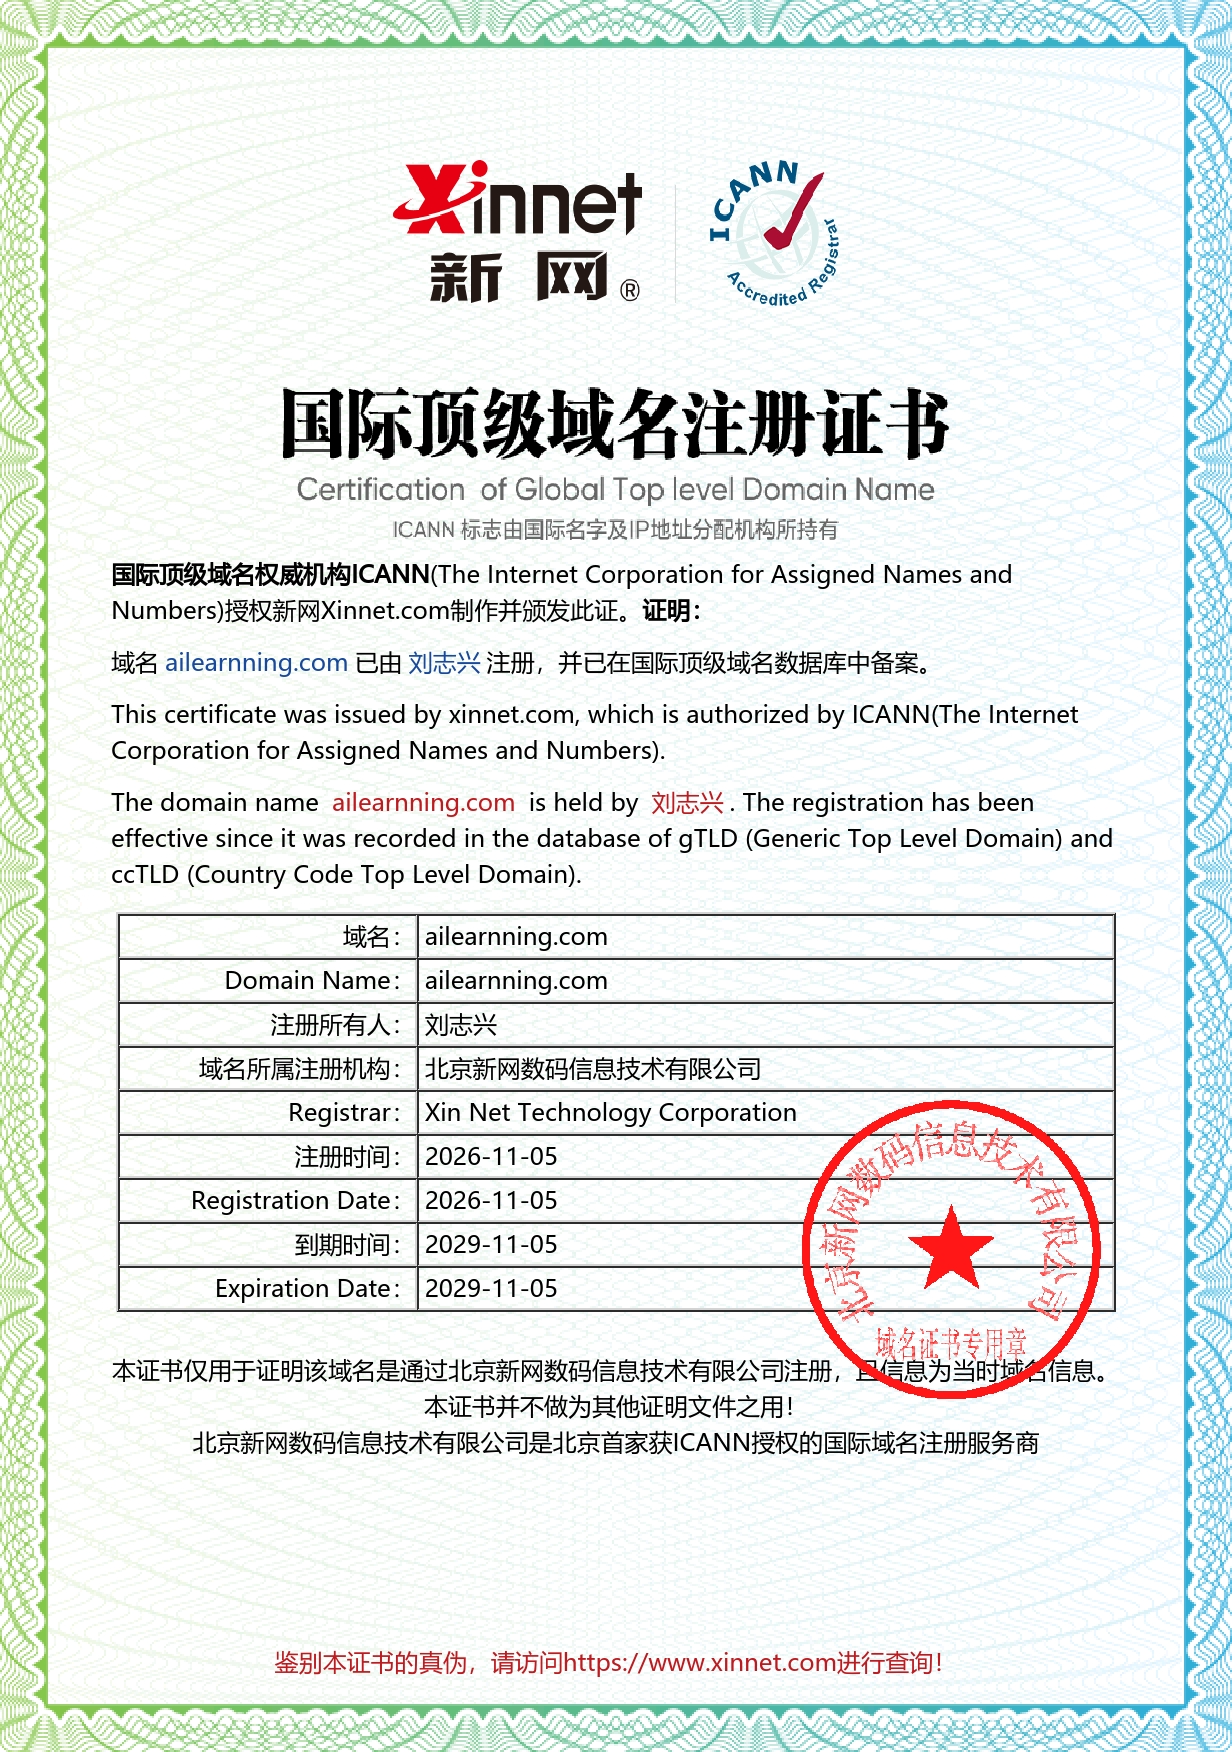 Xinnet
新网®
ICANN
Accredited Registrar
国际顶级域名注册证书
Certification of Global Top level Domain Name
ICANN 标志由国际名字及IP地址分配机构所持有
国际顶级域名权威机构ICANN(The Internet Corporation for Assigned Names and
Numbers)授权新网Xinnet.com制作并颁发此证。证明：
域名 ailearnning.com 已由 刘志兴 注册，并已在国际顶级域名数据库中备案。
This certificate was issued by xinnet.com, which is authorized by ICANN(The Internet
Corporation for Assigned Names and Numbers).
The domain name ailearnning.com is held by 刘志兴 . The registration has been
effective since it was recorded in the database of gTLD (Generic Top Level Domain) and
ccTLD (Country Code Top Level Domain).
域名： ailearnning.com
Domain Name： ailearnning.com
注册所有人： 刘志兴
域名所属注册机构： 北京新网数码信息技术有限公司
Registrar： Xin Net Technology Corporation
注册时间： 2026-11-05
Registration Date： 2026-11-05
到期时间： 2029-11-05
Expiration Date： 2029-11-05
北京新网数码信息技术有限公司
域名证书专用章
本证书仅用于证明该域名是通过北京新网数码信息技术有限公司注册，且信息为当时域名信息。
本证书并不做为其他证明文件之用！
北京新网数码信息技术有限公司是北京首家获ICANN授权的国际域名注册服务商
鉴别本证书的真伪，请访问https://www.xinnet.com进行查询！